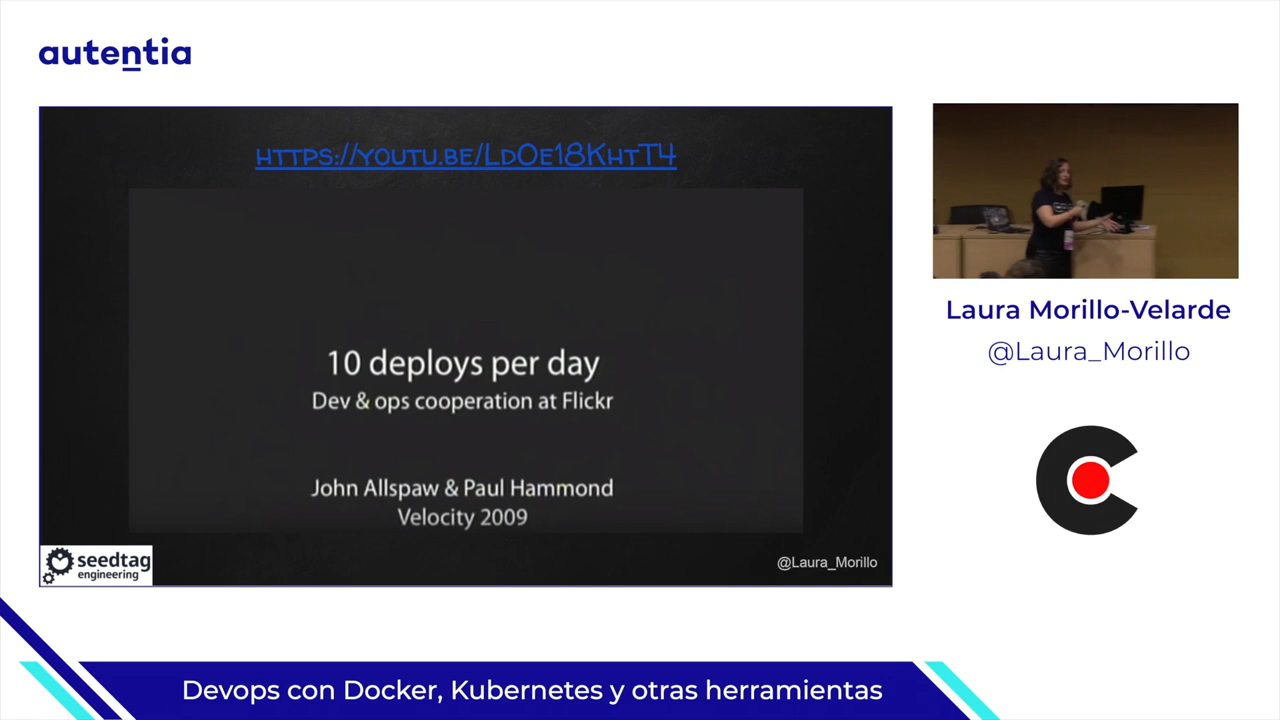 autentia
https://youtu.be/LdOe18KhtT4
10 deploys per day
Dev & ops cooperation at Flickr
John Allspaw & Paul Hammond
Velocity 2009
seedtag
engineering
@Laura_Morillo
Laura Morillo-Velarde
@Laura_Morillo
Devops con Docker, Kubernetes y otras herramientas